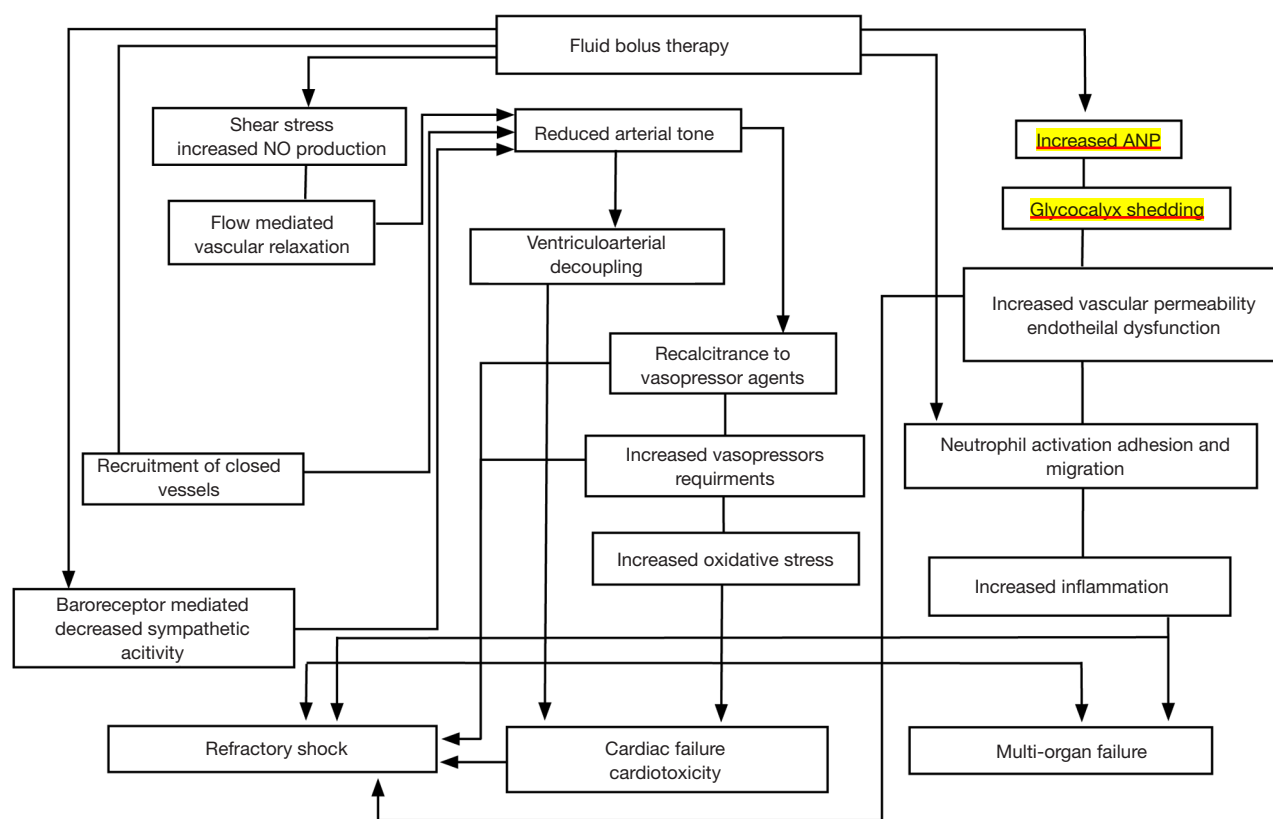 Fluid bolus therapy
Shear stress
increased NO production
Reduced arterial tone
Increased ANP
Flow mediated
vascular relaxation
Glycocalyx shedding
Ventriculoarterial
decoupling
Increased vascular permeability
endotheilal dysfunction
Recalcitrance to
vasopressor agents
Recruitment of closed
vessels
Increased vasopressors
requirments
Neutrophil activation adhesion and
migration
Increased oxidative stress
Increased inflammation
Baroreceptor mediated
decreased sympathetic
acitivity
Refractory shock
Cardiac failure
cardiotoxicity
Multi-organ failure